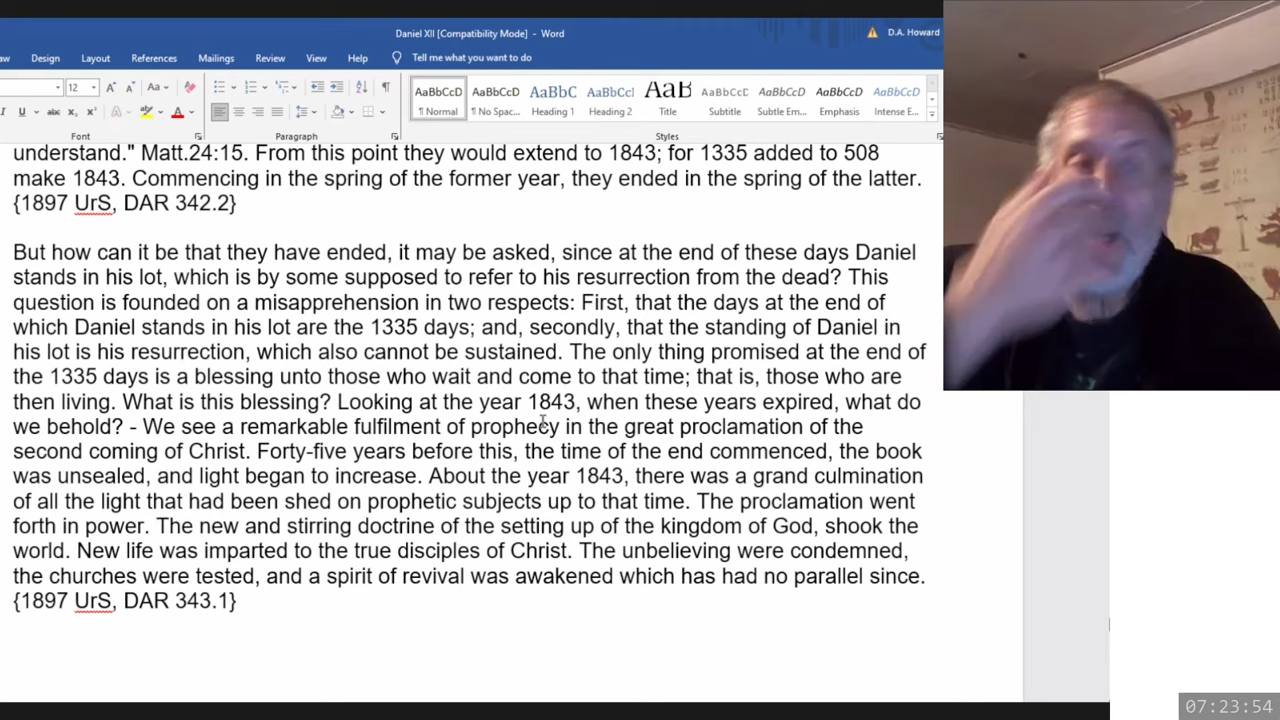 Daniel XII [Compatibility Mode] - Word
D.A. Howard
aw Design Layout References Mailings Review View Help Tell me what you want to do
12 Aa
AaBbCcD AaBbCcD AaBbC AaBbCcI AaB AaBbCcD AaBbCcD AaBbCcD AaBbCcD
¶ Normal ¶ No Spac... Heading 1 Heading 2 Title Subtitle Subtle Em... Emphasis Intense E...
Font Paragraph Styles
understand." Matt.24:15. From this point they would extend to 1843; for 1335 added to 508
make 1843. Commencing in the spring of the former year, they ended in the spring of the latter.
{1897 UrS, DAR 342.2}
But how can it be that they have ended, it may be asked, since at the end of these days Daniel
stands in his lot, which is by some supposed to refer to his resurrection from the dead? This
question is founded on a misapprehension in two respects: First, that the days at the end of
which Daniel stands in his lot are the 1335 days; and, secondly, that the standing of Daniel in
his lot is his resurrection, which also cannot be sustained. The only thing promised at the end of
the 1335 days is a blessing unto those who wait and come to that time; that is, those who are
then living. What is this blessing? Looking at the year 1843, when these years expired, what do
we behold? - We see a remarkable fulfilment of prophecy in the great proclamation of the
second coming of Christ. Forty-five years before this, the time of the end commenced, the book
was unsealed, and light began to increase. About the year 1843, there was a grand culmination
of all the light that had been shed on prophetic subjects up to that time. The proclamation went
forth in power. The new and stirring doctrine of the setting up of the kingdom of God, shook the
world. New life was imparted to the true disciples of Christ. The unbelieving were condemned,
the churches were tested, and a spirit of revival was awakened which has had no parallel since.
{1897 UrS, DAR 343.1}
07:23:54